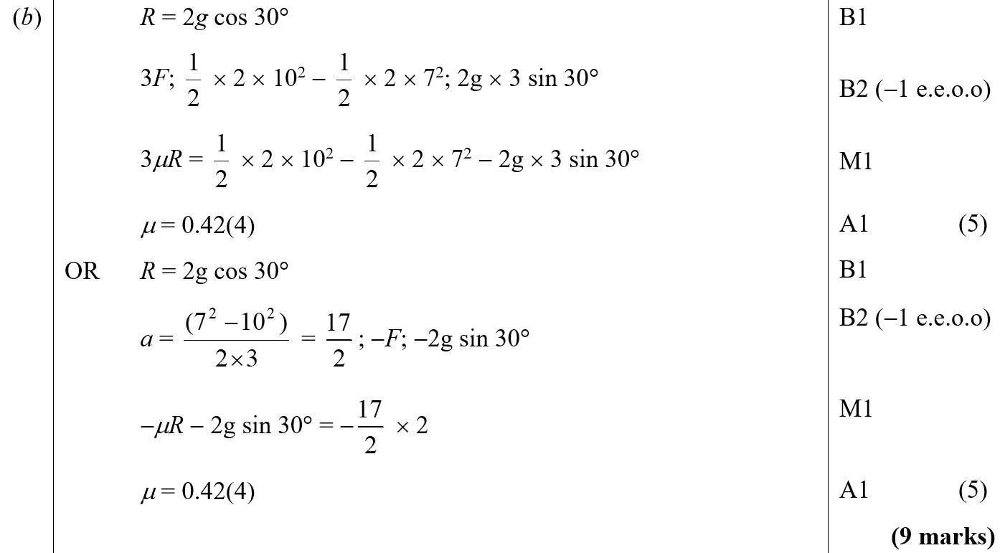 (b) R = 2g cos 30° B1
3F; 1/2 × 2 × 10² – 1/2 × 2 × 7²; 2g × 3 sin 30° B2 (–1 e.e.o.o)
3μR = 1/2 × 2 × 10² – 1/2 × 2 × 7² – 2g × 3 sin 30° M1
μ = 0.42(4) A1 (5)
OR R = 2g cos 30° B1
a = (7² – 10²)/(2×3) = 17/2; –F; –2g sin 30° B2 (–1 e.e.o.o)
–μR – 2g sin 30° = –17/2 × 2 M1
μ = 0.42(4) A1 (5)
(9 marks)